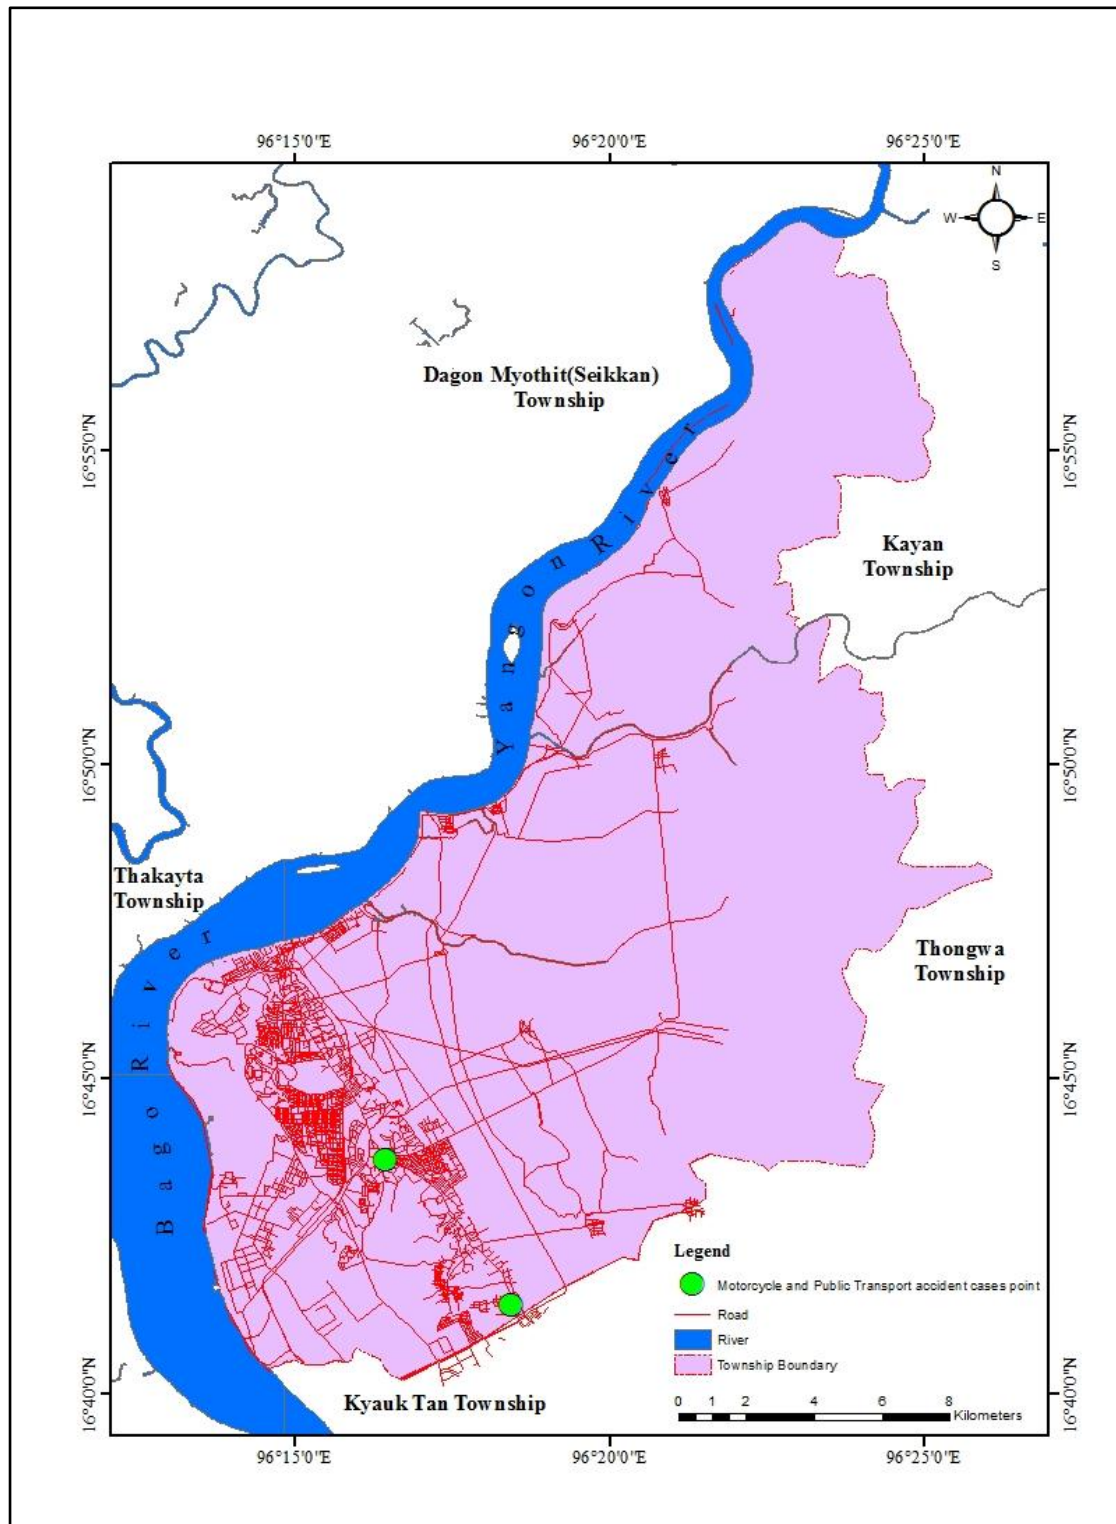 96°15'0"E 96°20'0"E 96°25'0"E
N
W E
S
Dagon Myothit(Seikkan)
Township
16°55'0"N 16°55'0"N
Kayan
Township
Yangon River
16°50'0"N 16°50'0"N
Thakayta
Township
Thongwa
Township
Bago River
16°45'0"N 16°45'0"N
Legend
Motorcycle and Public Transport accident cases point
Road
River
Township Boundary
16°40'0"N 16°40'0"N
Kyauk Tan Township
0 1 2 4 6 8
Kilometers
96°15'0"E 96°20'0"E 96°25'0"E